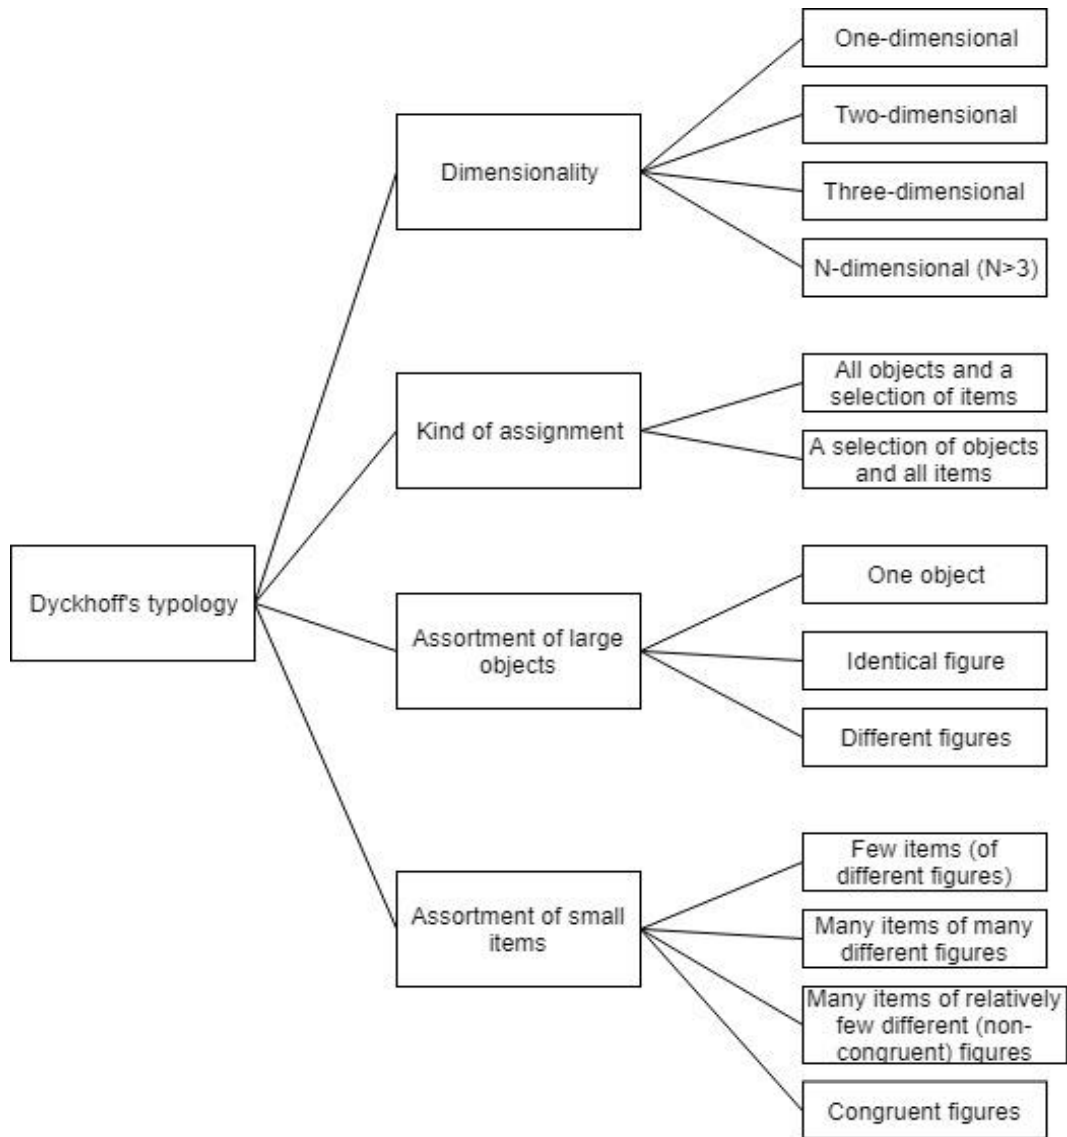 One-dimensional
Two-dimensional
Dimensionality
Three-dimensional
N-dimensional (N>3)
All objects and a
selection of items
Kind of assignment
A selection of objects
and all items
Dyckhoff's typology
One object
Assortment of large
objects
Identical figure
Different figures
Few items (of
different figures)
Assortment of small
items
Many items of many
different figures
Many items of relatively
few different (non-
congruent) figures
Congruent figures